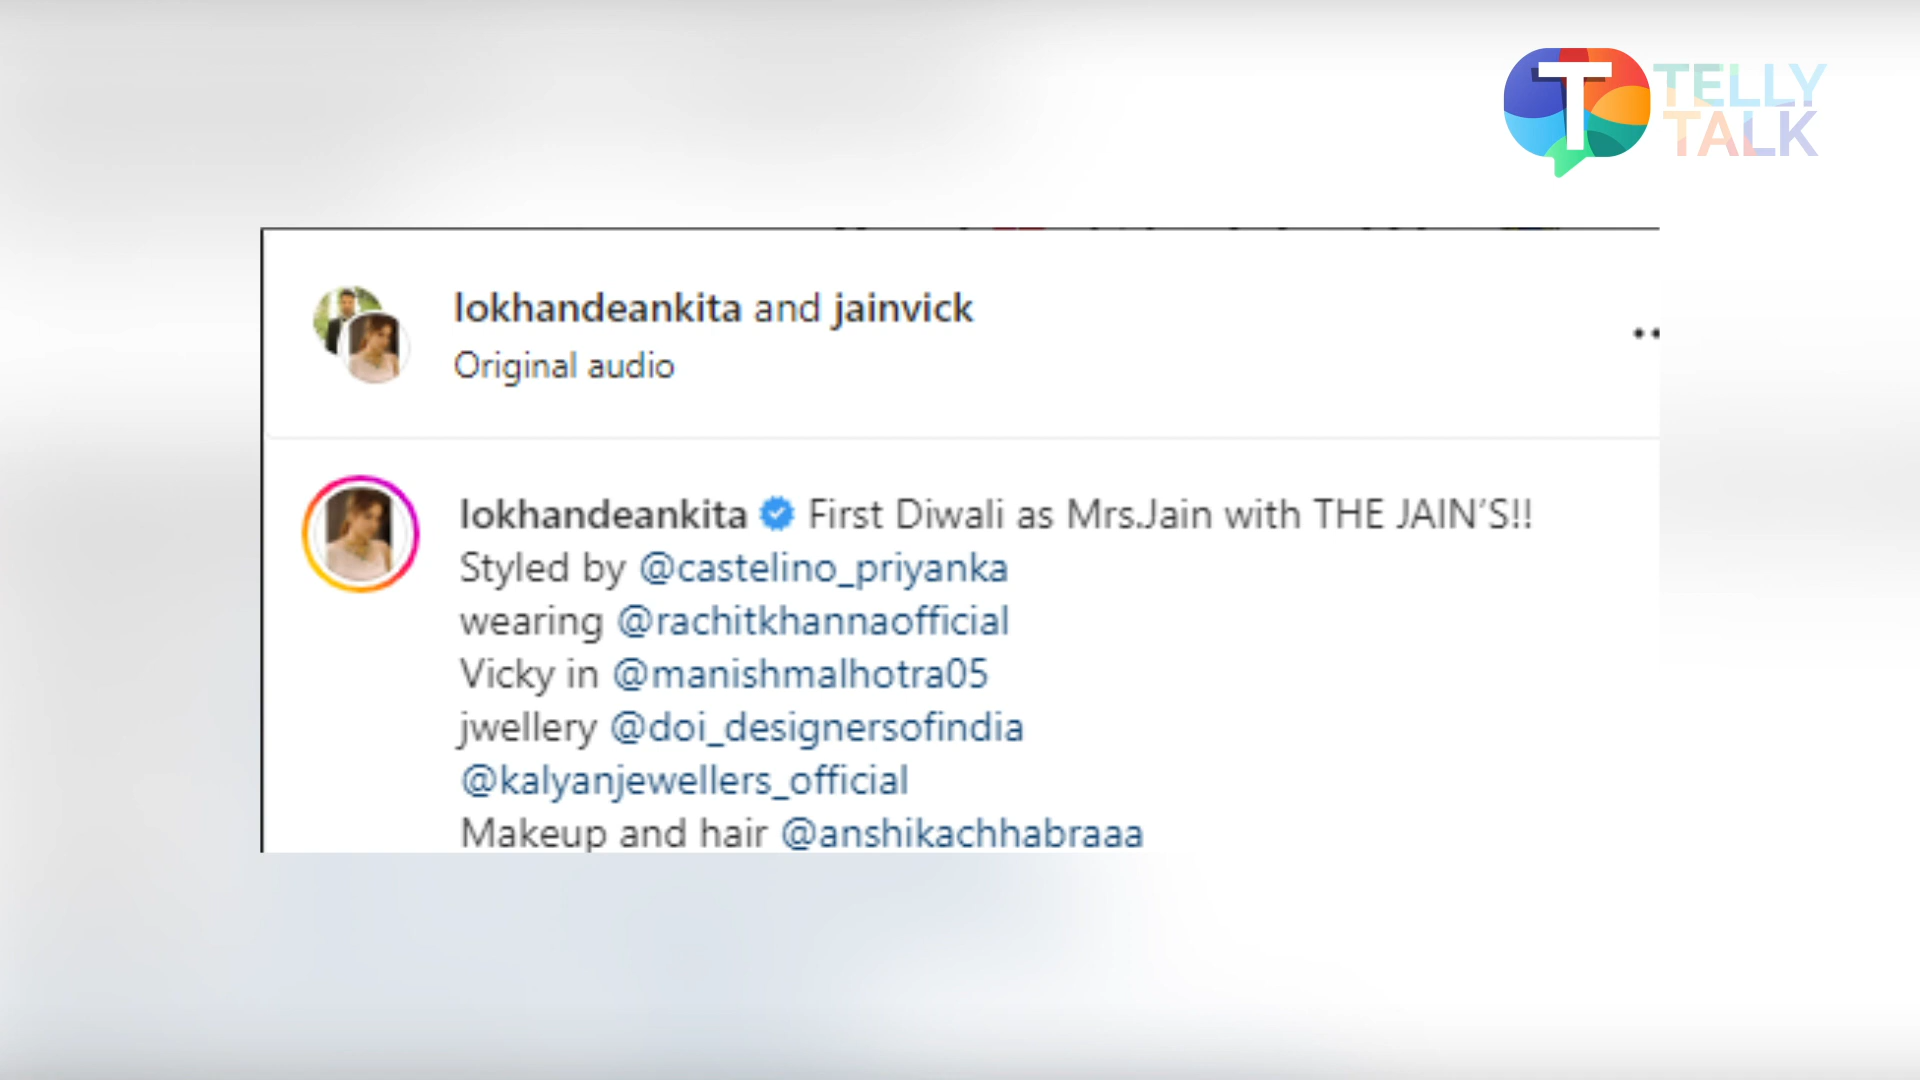 T TELLY
TALK
lokhandeankita and jainvick
Original audio
lokhandeankita First Diwali as Mrs.Jain with THE JAIN'S!!
Styled by @castelino_priyanka
wearing @rachitkhannaofficial
Vicky in @manishmalhotra05
jwellery @doi_designersofindia
@kalyanjewellers_official
Makeup and hair @anshikachhabraaa